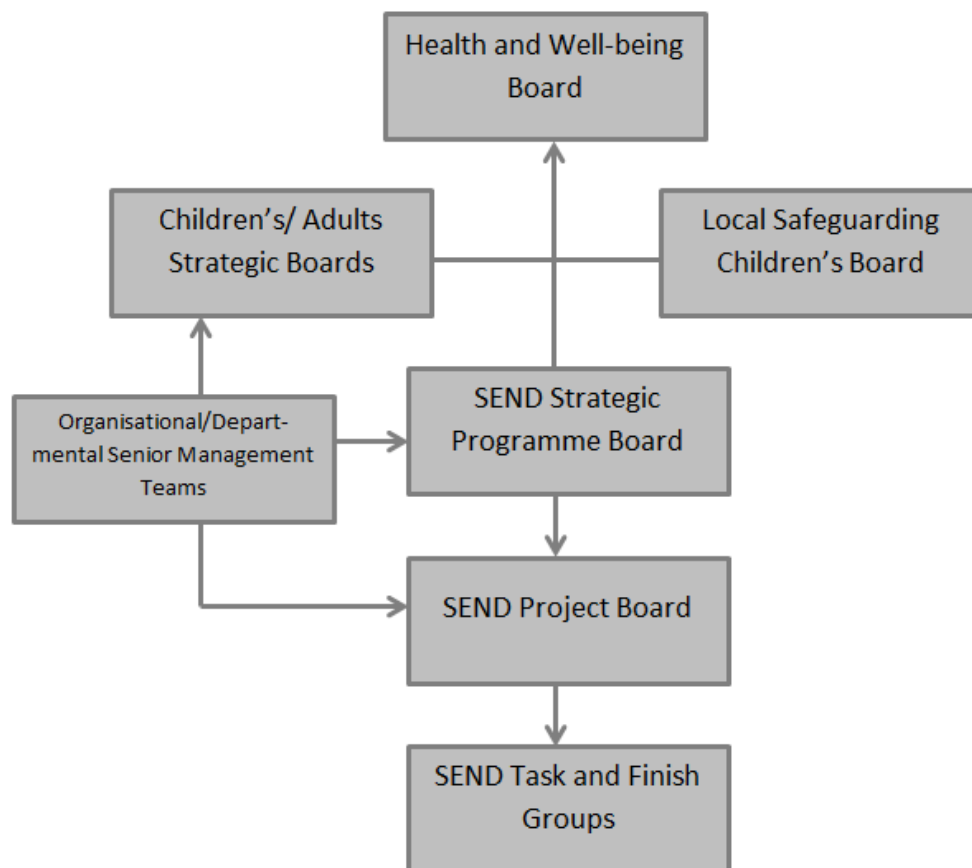 Health and Well-being
Board
Children’s/ Adults
Strategic Boards
Local Safeguarding
Children’s Board
SEND Strategic
Programme Board
Organisational/Depart-
mental Senior Management
Teams
SEND Project Board
SEND Task and Finish
Groups